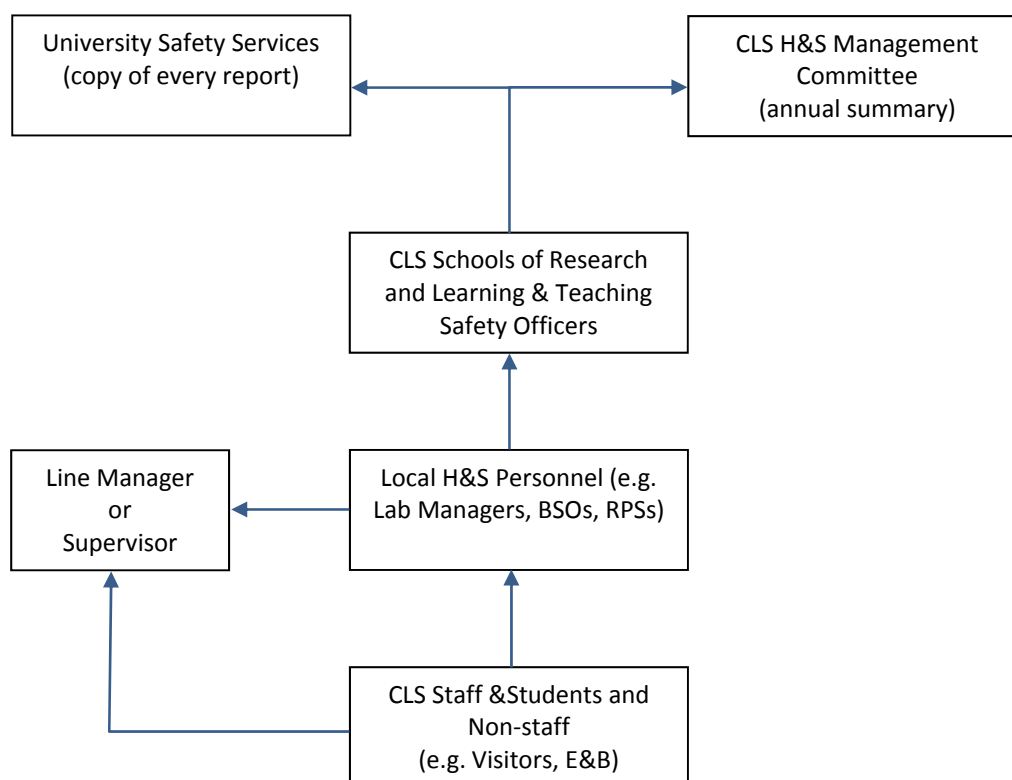 University Safety Services
(copy of every report)
CLS H&S Management
Committee
(annual summary)
CLS Schools of Research
and Learning & Teaching
Safety Officers
Line Manager
or
Supervisor
Local H&S Personnel (e.g.
Lab Managers, BSOs, RPSs)
CLS Staff &Students and
Non-staff
(e.g. Visitors, E&B)